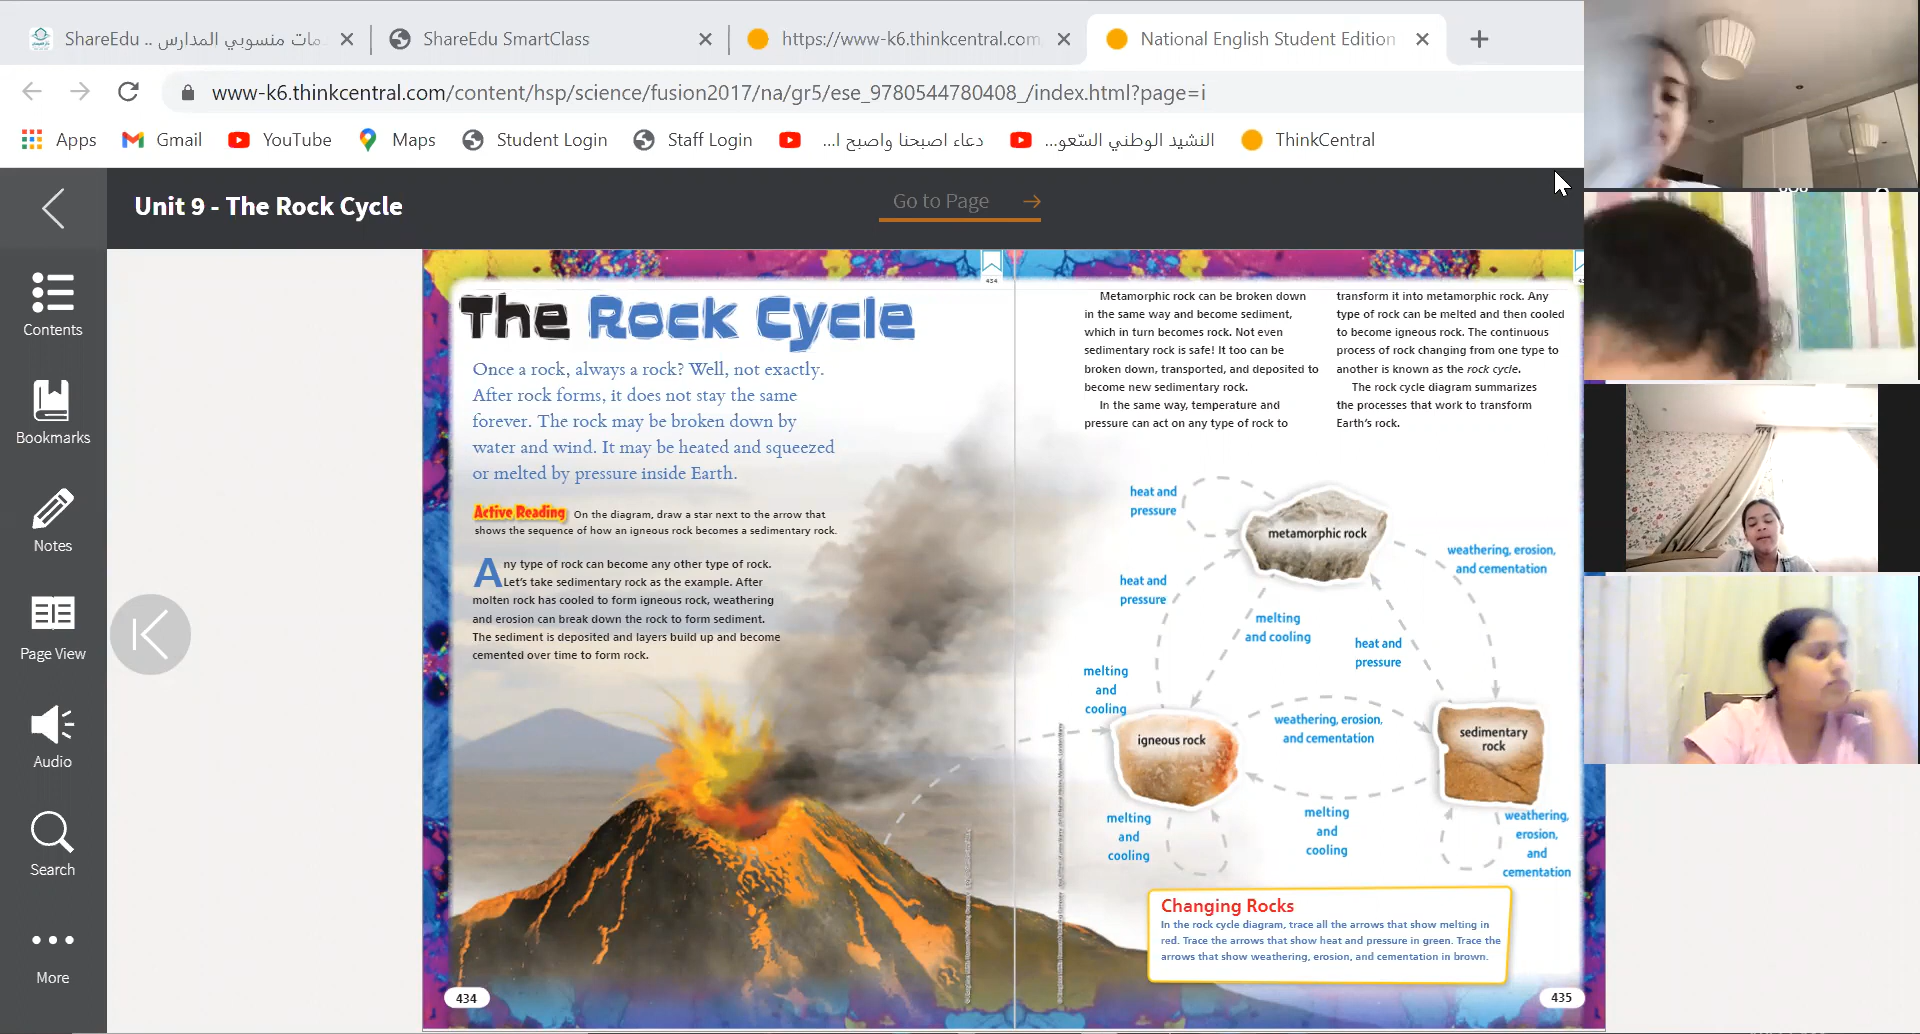 ShareEdu .. مات منسوبي المدارس
ShareEdu SmartClass
https://www-k6.thinkcentral.com
National English Student Edition
www-k6.thinkcentral.com/content/hsp/science/fusion2017/na/gr5/ese_9780544780408_/index.html?page=i
Apps
Gmail
YouTube
Maps
Student Login
Staff Login
دعاء اصبحنا واصبح ا...
النشيد الوطني السّعو...
ThinkCentral
Unit 9 - The Rock Cycle
Go to Page
Contents
Bookmarks
Notes
Page View
Audio
Search
More
434
The Rock Cycle
Once a rock, always a rock? Well, not exactly.
After rock forms, it does not stay the same
forever. The rock may be broken down by
water and wind. It may be heated and squeezed
or melted by pressure inside Earth.
Active Reading On the diagram, draw a star next to the arrow that
shows the sequence of how an igneous rock becomes a sedimentary rock.
Any type of rock can become any other type of rock.
Let's take sedimentary rock as the example. After
molten rock has cooled to form igneous rock, weathering
and erosion can break down the rock to form sediment.
The sediment is deposited and layers build up and become
cemented over time to form rock.
434
Metamorphic rock can be broken down
in the same way and become sediment,
which in turn becomes rock. Not even
sedimentary rock is safe! It too can be
broken down, transported, and deposited to
become new sedimentary rock.
In the same way, temperature and
pressure can act on any type of rock to
transform it into metamorphic rock. Any
type of rock can be melted and then cooled
to become igneous rock. The continuous
process of rock changing from one type to
another is known as the rock cycle.
The rock cycle diagram summarizes
the processes that work to transform
Earth's rock.
heat and
pressure
metamorphic rock
weathering, erosion,
and cementation
heat and
pressure
melting
and cooling
heat and
pressure
melting
and
cooling
igneous rock
weathering, erosion,
and cementation
sedimentary
rock
melting
and
cooling
melting
and
cooling
weathering,
erosion,
and
cementation
Changing Rocks
In the rock cycle diagram, trace all the arrows that show melting in
red. Trace the arrows that show heat and pressure in green. Trace the
arrows that show weathering, erosion, and cementation in brown.
435